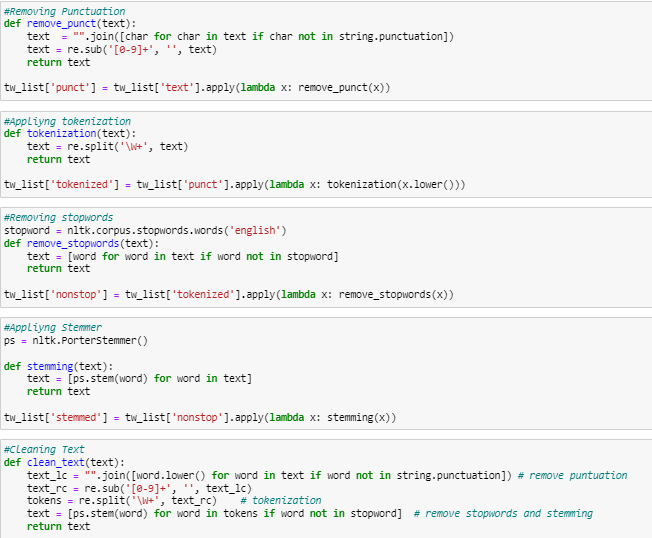 #Removing Punctuation
def remove_punct(text):
    text  = "".join([char for char in text if char not in string.punctuation])
    text = re.sub('[0-9]+', '', text)
    return text

tw_list['punct'] = tw_list['text'].apply(lambda x: remove_punct(x))

#Appliyng tokenization
def tokenization(text):
    text = re.split('\W+', text)
    return text

tw_list['tokenized'] = tw_list['punct'].apply(lambda x: tokenization(x.lower()))

#Removing stopwords
stopword = nltk.corpus.stopwords.words('english')
def remove_stopwords(text):
    text = [word for word in text if word not in stopword]
    return text

tw_list['nonstop'] = tw_list['tokenized'].apply(lambda x: remove_stopwords(x))

#Appliyng Stemmer
ps = nltk.PorterStemmer()

def stemming(text):
    text = [ps.stem(word) for word in text]
    return text

tw_list['stemmed'] = tw_list['nonstop'].apply(lambda x: stemming(x))

#Cleaning Text
def clean_text(text):
    text_lc = "".join([word.lower() for word in text if word not in string.punctuation]) # remove puntuation
    text_rc = re.sub('[0-9]+', '', text_lc)
    tokens = re.split('\W+', text_rc)    # tokenization
    text = [ps.stem(word) for word in tokens if word not in stopword]  # remove stopwords and stemming
    return text